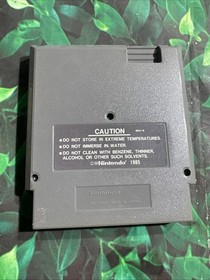 CAUTION
• DO NOT STORE IN EXTREME TEMPERATURES.
• DO NOT IMMERSE IN WATER.
• DO NOT CLEAN WITH BENZENE, THINNER,
ALCOHOL OR OTHER SUCH SOLVENTS.
©Nintendo 1985